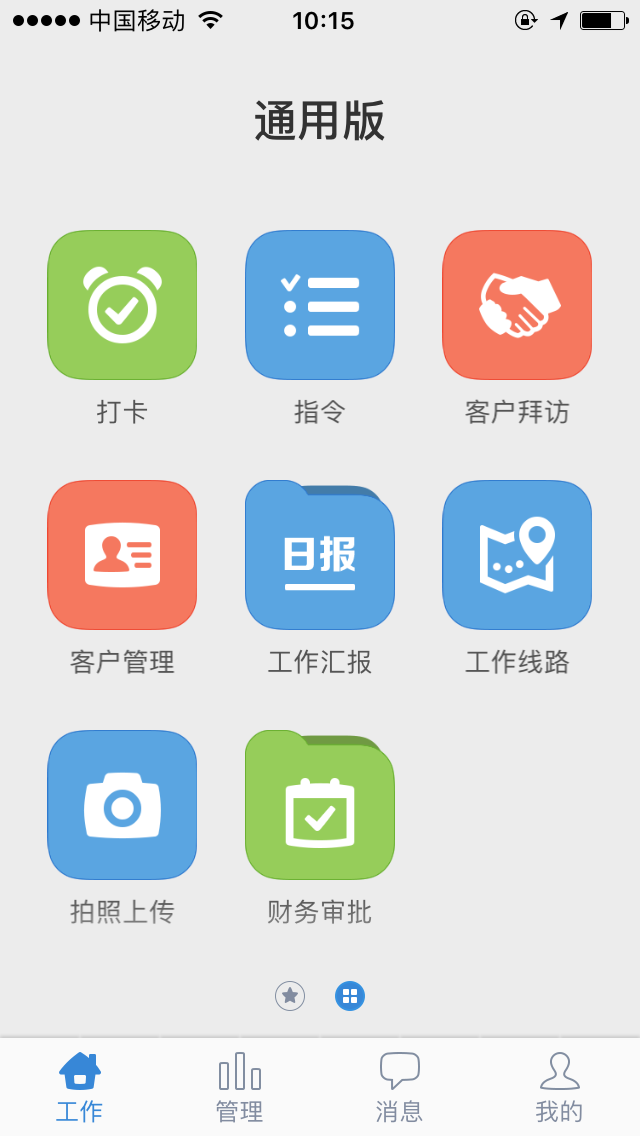 中国移动 10:15
通用版
打卡 指令 客户拜访
日报
客户管理 工作汇报 工作线路
拍照上传 财务审批
工作 管理 消息 我的